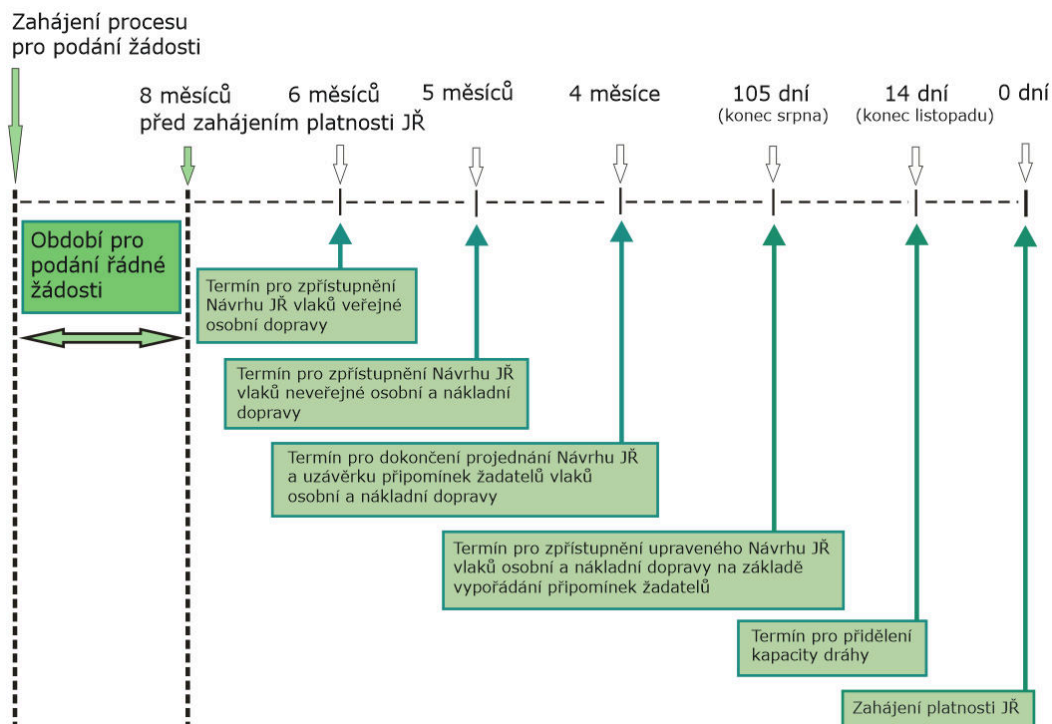 Zahájení procesu
pro podání žádosti
8 měsíců
před zahájením platnosti JŘ
6 měsíců
5 měsíců
4 měsíce
105 dní
(konec srpna)
14 dní
(konec listopadu)
0 dní
Období pro
podání řádné
žádosti
Termín pro zpřístupnění
Návrhu JŘ vlaků veřejné
osobní dopravy
Termín pro zpřístupnění Návrhu JŘ
vlaků neveřejné osobní a nákladní
dopravy
Termín pro dokončení projednání Návrhu JŘ
a uzávěrku připomínek žadatelů vlaků
osobní a nákladní dopravy
Termín pro zpřístupnění upraveného Návrhu JŘ
vlaků osobní a nákladní dopravy na základě
vypořádání připomínek žadatelů
Termín pro přidělení
kapacity dráhy
Zahájení platnosti JŘ